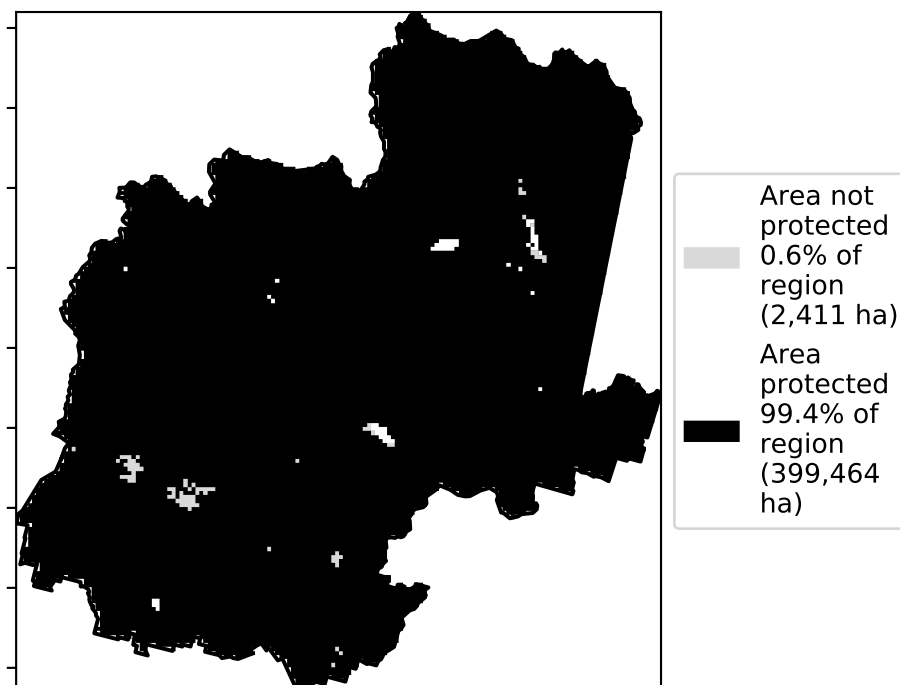 Area not
protected
0.6% of
region
(2,411 ha)
Area
protected
99.4% of
region
(399,464
ha)